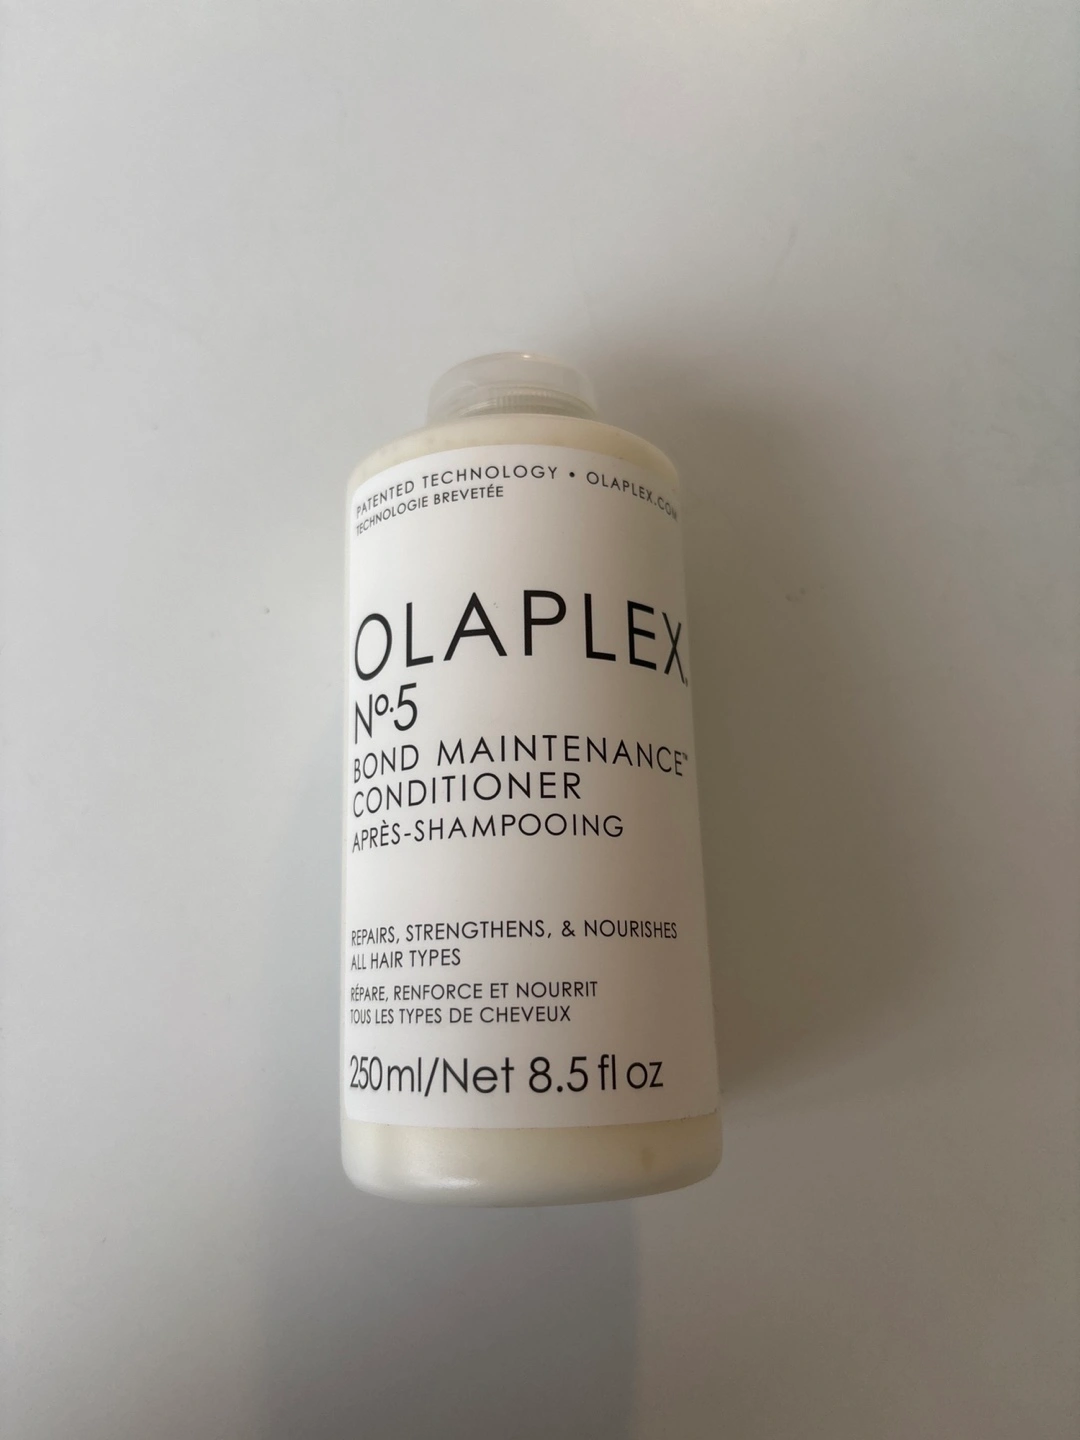 PATENTED TECHNOLOGY • OLAPLEX.COM
TECHNOLOGIE BREVETÉE
OLAPLEX.
Nº.5
BOND MAINTENANCE™
CONDITIONER
APRÈS-SHAMPOOING
REPAIRS, STRENGTHENS, & NOURISHES
ALL HAIR TYPES
RÉPARE, RENFORCE ET NOURRIT
TOUS LES TYPES DE CHEVEUX
250ml/Net 8.5 fl oz